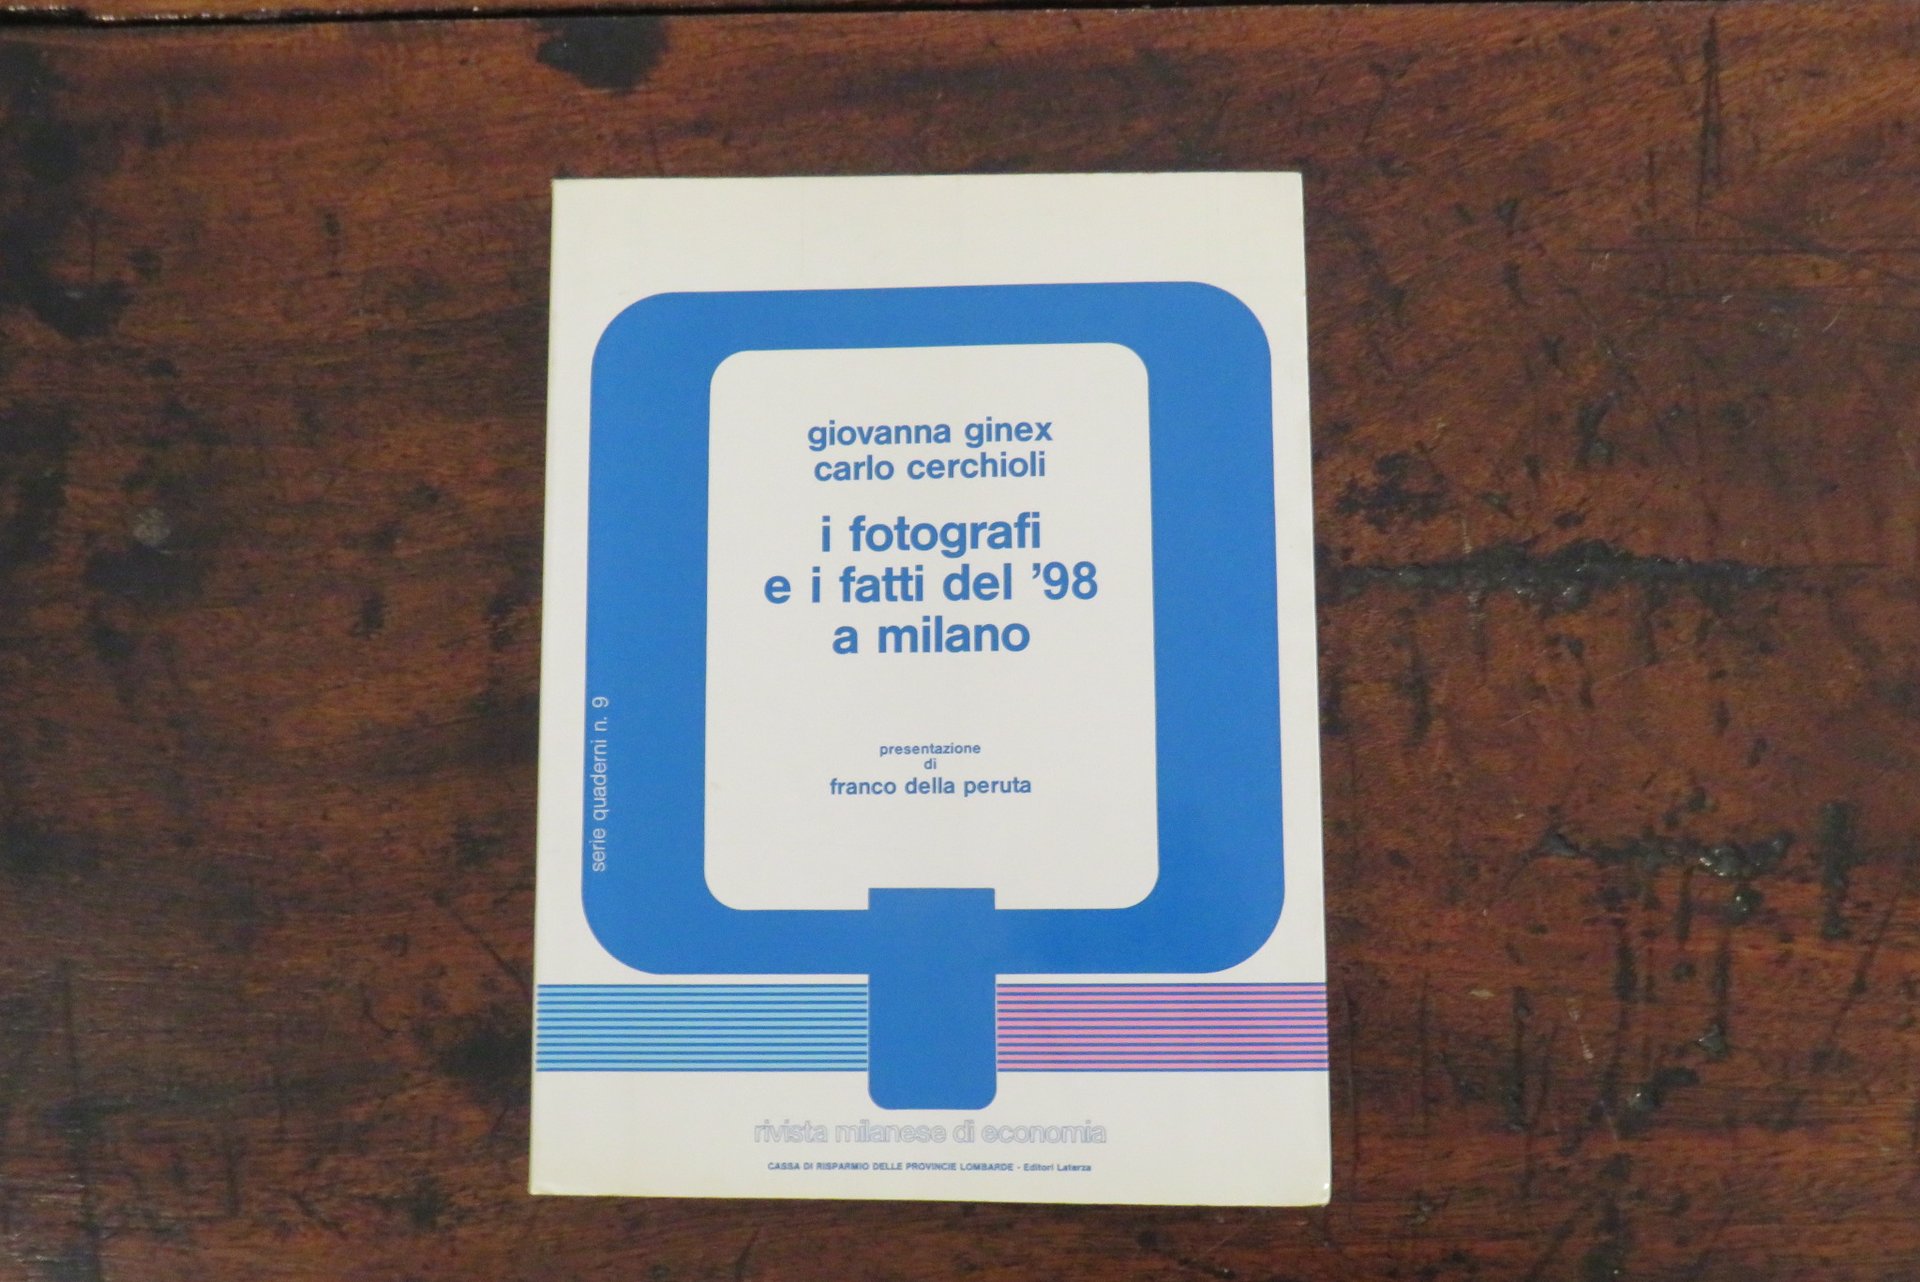 giovanna ginex
carlo cerchioli
i fotografi
e i fatti del ’98
a milano
presentazione
di
franco della peruta
serie quaderni n. 9
rivista milanese di economia
CASSA DI RISPARMIO DELLE PROVINCIE LOMBARDE - Editori Laterza